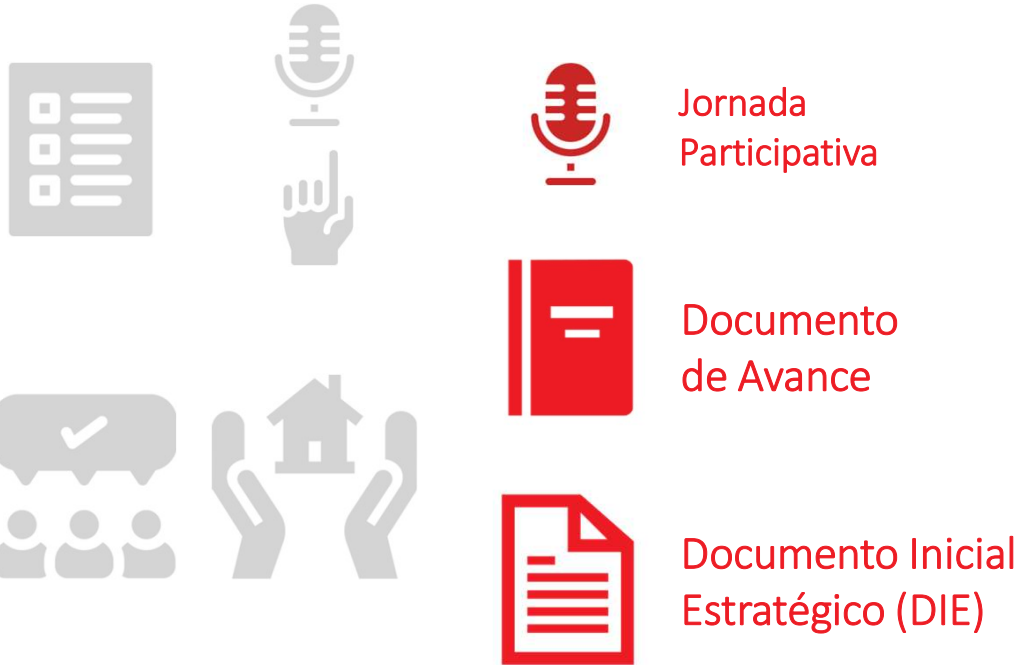 Jornada
Participativa
Documento
de Avance
Documento Inicial
Estratégico (DIE)